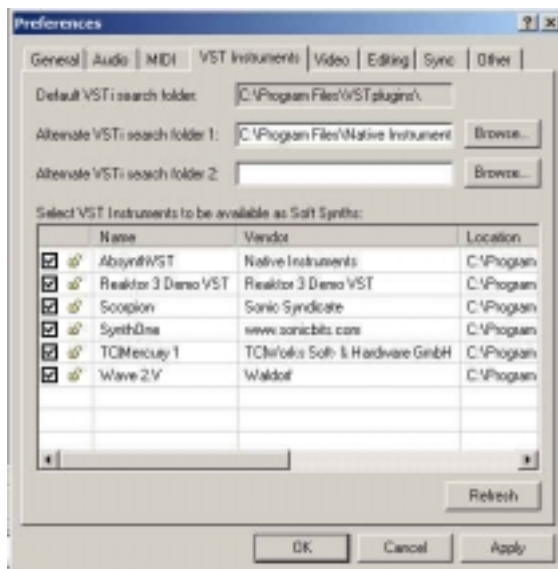 Preferences
General Audio MIDI VST Instruments Video Editing Sync Other
Default VSTi search folder: C:\Program Files\VSTplugins\.
Alternate VSTi search folder 1: C:\Program Files\Native Instrument Browse...
Alternate VSTi search folder 2: Browse...
Select VST Instruments to be available as Soft Synths:
Name Vendor Location
AbsynthVST Native Instruments C:\Program
Reaktor 3 Demo VST Reaktor 3 Demo VST C:\Program
Scorpion Sonic Syndicate C:\Program
SynthOne www.sonicbits.com C:\Program
TC|Mercury 1 TC|Works Soft- & Hardware GmbH C:\Program
Wave 2.V Waldorf C:\Program
Refresh
OK Cancel Apply